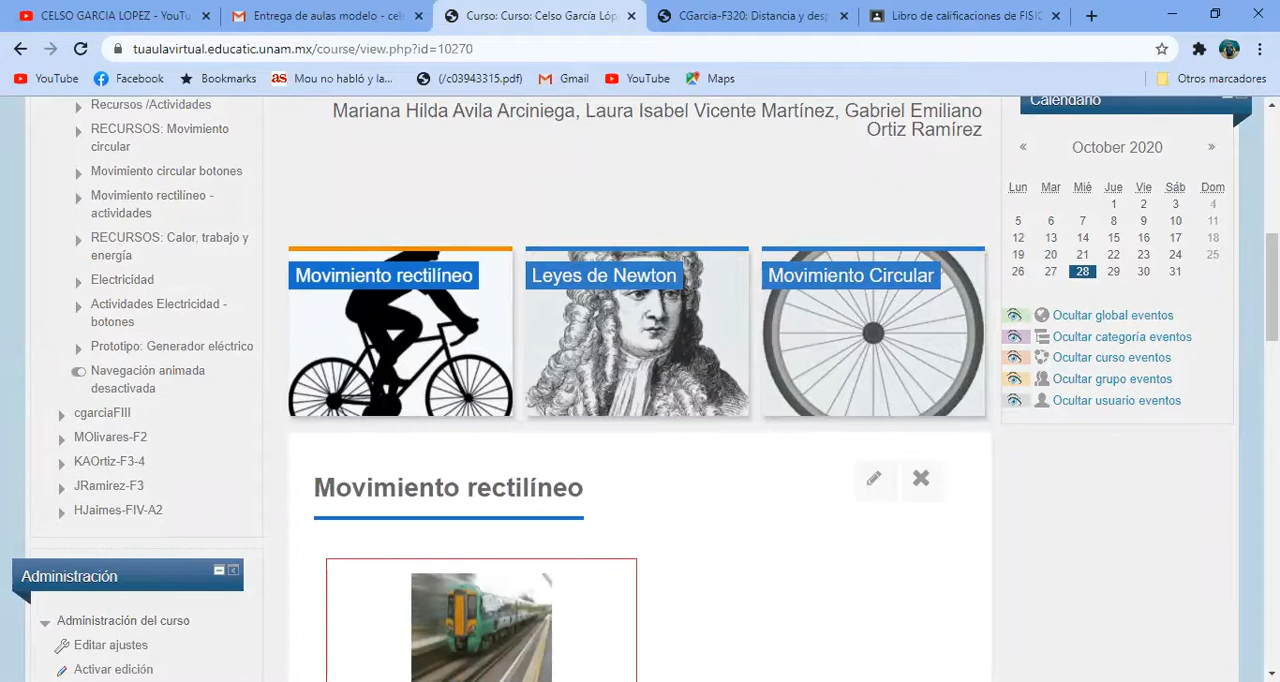 CELSO GARCIA LOPEZ - YouTu
Entrega de aulas modelo - cel
Curso: Curso: Celso García Lóp
CGarcia-F320: Distancia y des
Libro de calificaciones de FISIC
tuaulavirtual.educatic.unam.mx/course/view.php?id=10270
YouTube
Facebook
Bookmarks
as Mou no habló y la...
(/c03943315.pdf)
Gmail
YouTube
Maps
Otros marcadores
Recursos /Actividades
RECURSOS: Movimiento
circular
Movimiento circular botones
Movimiento rectilíneo -
actividades
RECURSOS: Calor, trabajo y
energía
Electricidad
Actividades Electricidad -
botones
Prototipo: Generador eléctrico
Navegación animada
desactivada
cgarciaFIII
MOlivares-F2
KAOrtiz-F3-4
JRamirez-F3
HJaimes-FIV-A2
Administración
Administración del curso
Editar ajustes
Activar edición
Mariana Hilda Avila Arciniega, Laura Isabel Vicente Martínez, Gabriel Emiliano
Ortiz Ramírez
Movimiento rectilíneo
Leyes de Newton
Movimiento Circular
Movimiento rectilíneo
Calendario
« October 2020 »
Lun Mar Mié Jue Vie Sáb Dom
1 2 3 4
5 6 7 8 9 10 11
12 13 14 15 16 17 18
19 20 21 22 23 24 25
26 27 28 29 30 31
Ocultar global eventos
Ocultar categoría eventos
Ocultar curso eventos
Ocultar grupo eventos
Ocultar usuario eventos